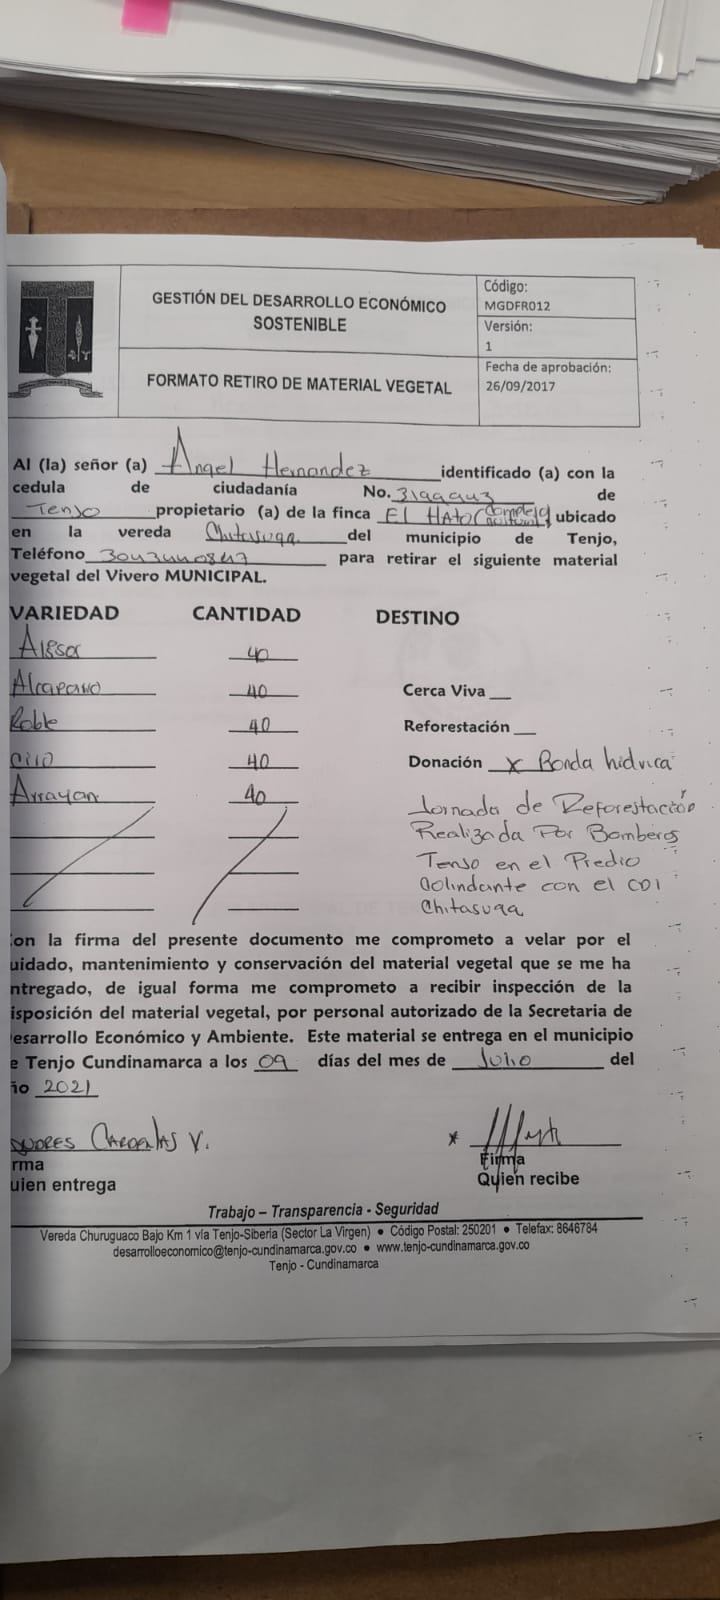 GESTIÓN DEL DESARROLLO ECONÓMICO
SOSTENIBLE
Código:
MGDFR012
Versión:
1
FORMATO RETIRO DE MATERIAL VEGETAL
Fecha de aprobación:
26/09/2017
Al (la) señor (a) Angel Hernandez identificado (a) con la
cedula de ciudadanía No. 3199943 de
Tenjo propietario (a) de la finca El HATO (complejo cultural) ubicado
en la vereda Chitasuga del municipio de Tenjo,
Teléfono 3043440847 para retirar el siguiente material
vegetal del Vivero MUNICIPAL.
VARIEDAD CANTIDAD DESTINO
40
40 Cerca Viva
Roble 40 Reforestación
40 Donación x Ronda hidrica
Arrayan 40 Jornada de Reforestación
Realizada Por Bomberos
Tenjo en el Predio
Colindante con el CDI
Chitasuga
on la firma del presente documento me comprometo a velar por el
uidado, mantenimiento y conservación del material vegetal que se me ha
ntregado, de igual forma me comprometo a recibir inspección de la
isposición del material vegetal, por personal autorizado de la Secretaria de
esarrollo Económico y Ambiente. Este material se entrega en el municipio
e Tenjo Cundinamarca a los 09 días del mes de Julio del
ño 2021
Cardenas V.
rma
uien entrega
Firma
Quien recibe
Trabajo – Transparencia - Seguridad
Vereda Churuguaco Bajo Km 1 vía Tenjo-Siberia (Sector La Virgen) ● Código Postal: 250201 ● Telefax: 8646784
desarrolloeconomico@tenjo-cundinamarca.gov.co ● www.tenjo-cundinamarca.gov.co
Tenjo - Cundinamarca